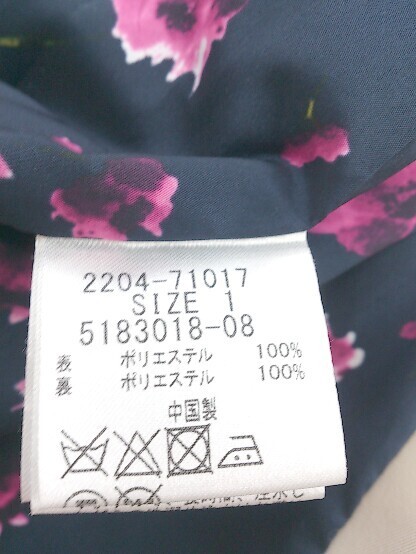 2204-71017
SIZE 1
5183018-08
表 ポリエステル 100%
裏 ポリエステル 100%
中国製